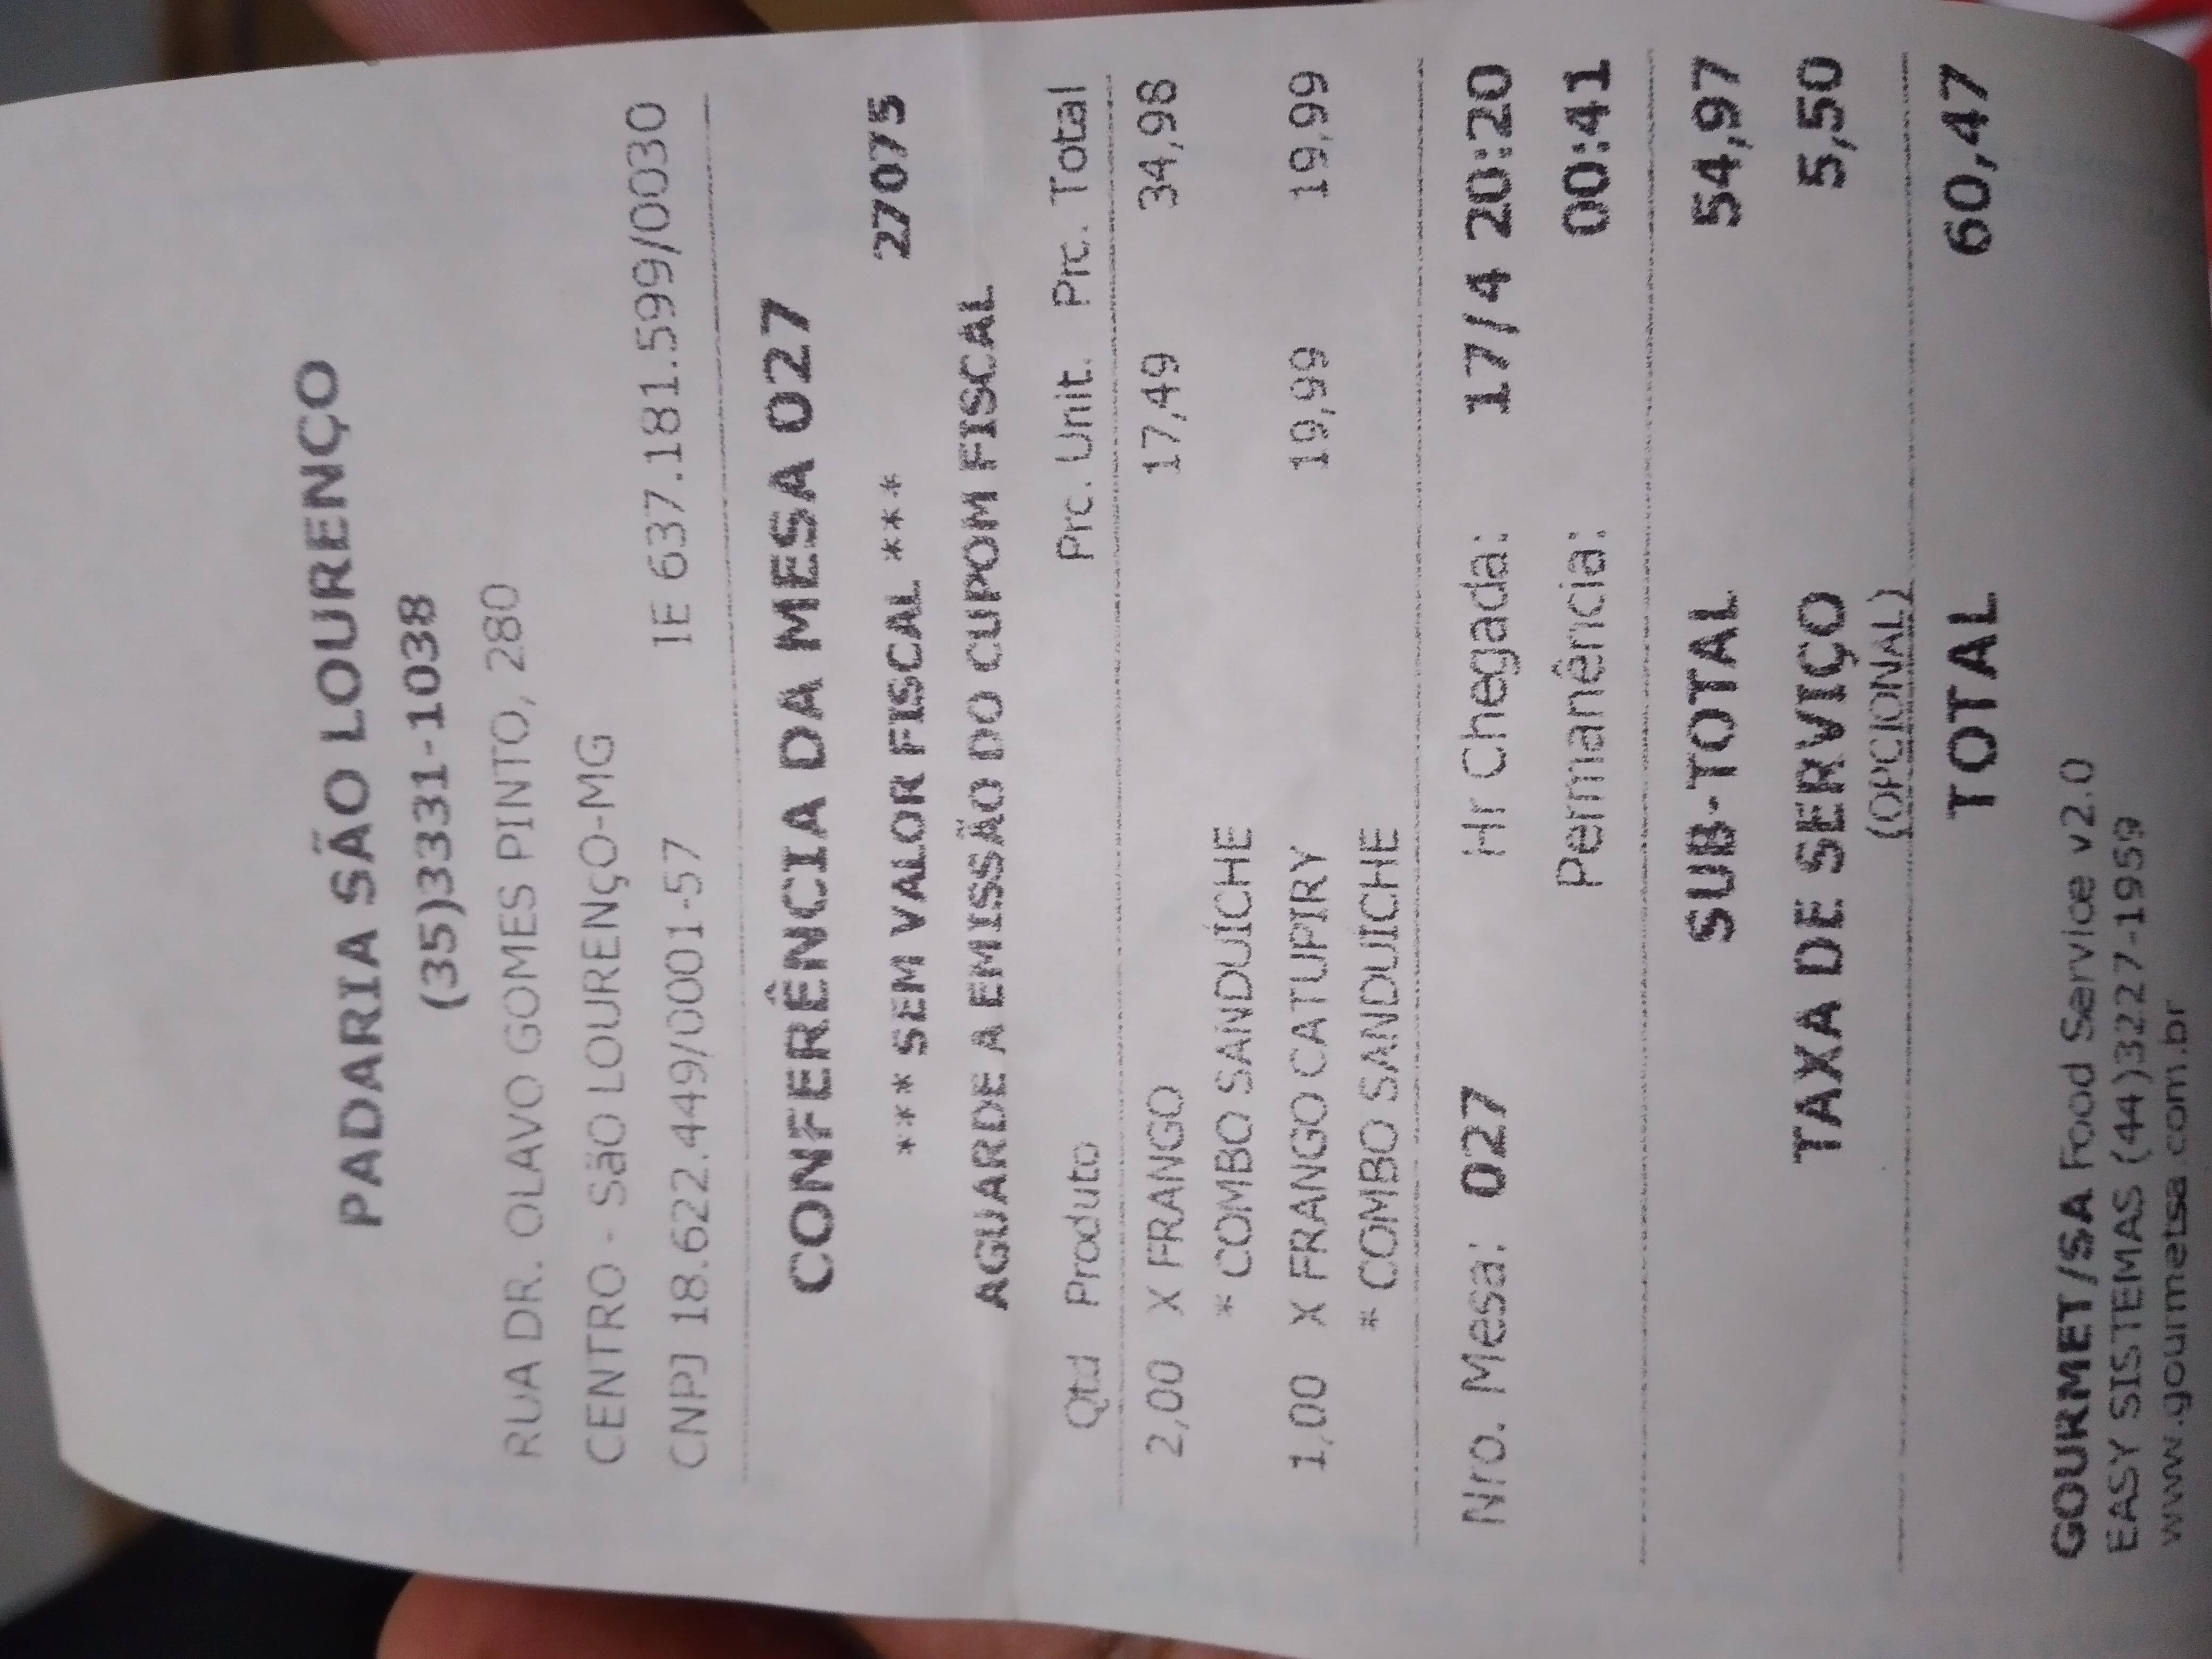 PADARIA SÃO LOURENÇO
(35)3331-1038
RUA DR. OLAVO GOMES PINTO, 280
CENTRO - São LOURENçO-MG
CNPJ 18.622.449/0001-57 IE 637.181.599/0030
CONFERÊNCIA DA MESA 027
*** SEM VALOR FISCAL *** 27075
AGUARDE A EMISSÃO DO CUPOM FISCAL
Qtd Produto Prc. Unit. Prc. Total
2,00 X FRANGO 17,49 34,98
* COMBO SANDUÍCHE
1,00 X FRANGO CATUPIRY 19,99 19,99
* COMBO SANDUÍCHE
Nro. Mesa: 027 Hr Chegada: 17/4 20:20
Permanência: 00:41
SUB-TOTAL 54,97
TAXA DE SERVIÇO 5,50
(OPCIONAL)
TOTAL 60,47
GOURMET/SA Food Service v2.0
EASY SISTEMAS (44)3227-1959
www.gourmetsa.com.br